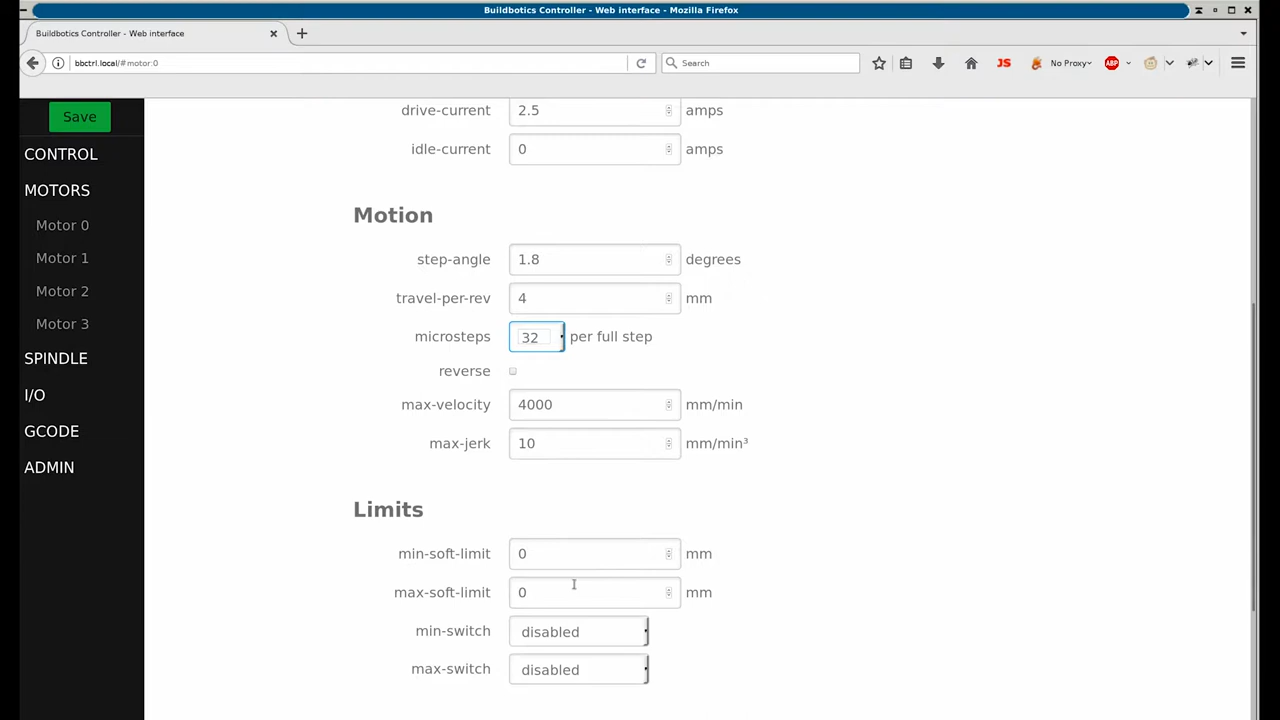 Buildbotics Controller - Web interface - Mozilla Firefox
Buildbotics Controller - Web interface
bbctrl.local/#motor:0
Search
JS
No Proxy
ABP
Save
CONTROL
MOTORS
Motor 0
Motor 1
Motor 2
Motor 3
SPINDLE
I/O
GCODE
ADMIN
drive-current 2.5 amps
idle-current 0 amps
Motion
step-angle 1.8 degrees
travel-per-rev 4 mm
microsteps 32 per full step
reverse
max-velocity 4000 mm/min
max-jerk 10 mm/min³
Limits
min-soft-limit 0 mm
max-soft-limit 0 mm
min-switch disabled
max-switch disabled